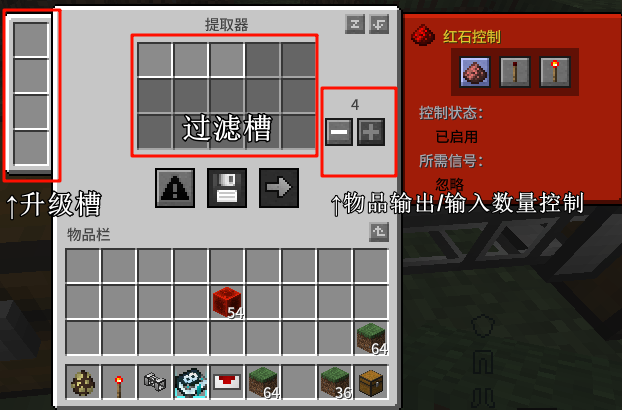 提取器
红石控制
4
控制状态：
已启用
所需信号：
忽略
过滤槽
↑升级槽
↑物品输出/输入数量控制
物品栏
54
64
64
36